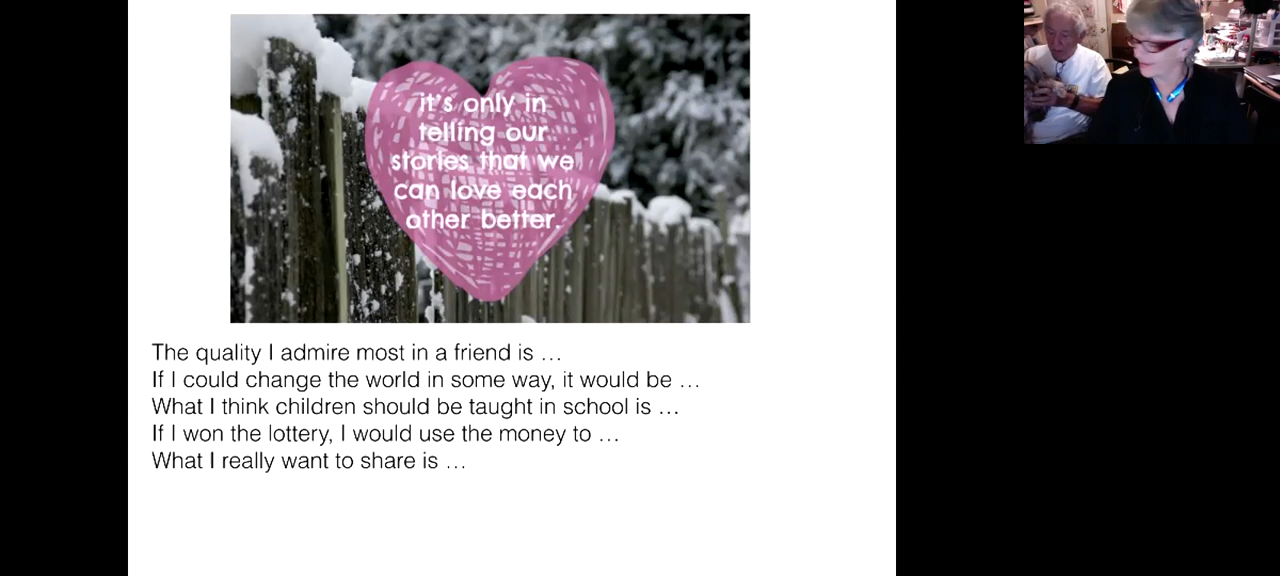 it's only in
telling our
stories that we
can love each
other better.
The quality I admire most in a friend is …
If I could change the world in some way, it would be …
What I think children should be taught in school is …
If I won the lottery, I would use the money to …
What I really want to share is …